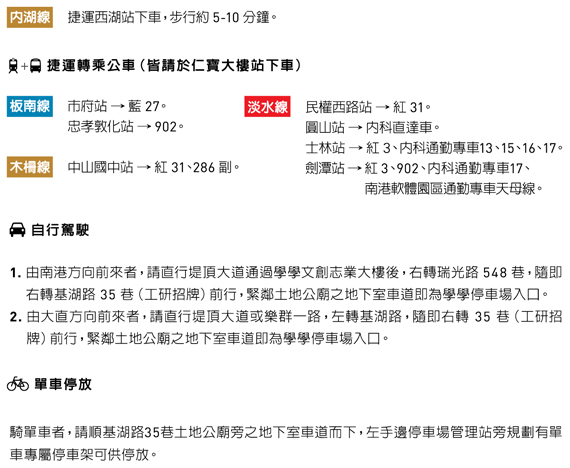 內湖線 捷運西湖站下車，步行約 5-10 分鐘。
+ 捷運轉乘公車（皆請於仁寶大樓站下車）
板南線 市府站 → 藍 27。
忠孝敦化站 → 902。
木柵線 中山國中站 → 紅 31、286 副。
淡水線 民權西路站 → 紅 31。
圓山站 → 內科直達車。
士林站 → 紅 3、內科通勤專車13、15、16、17。
劍潭站 → 紅 3、902、內科通勤專車17、
南港軟體園區通勤專車天母線。
自行駕駛
1. 由南港方向前來者，請直行堤頂大道通過學學文創志業大樓後，右轉瑞光路 548 巷，隨即
右轉基湖路 35 巷（工研招牌）前行，緊鄰土地公廟之地下室車道即為學學停車場入口。
2. 由大直方向前來者，請直行堤頂大道或樂群一路，左轉基湖路，隨即右轉 35 巷（工研招
牌）前行，緊鄰土地公廟之地下室車道即為學學停車場入口。
單車停放
騎單車者，請順基湖路35巷土地公廟旁之地下室車道而下，左手邊停車場管理站旁規劃有單
車專屬停車架可供停放。